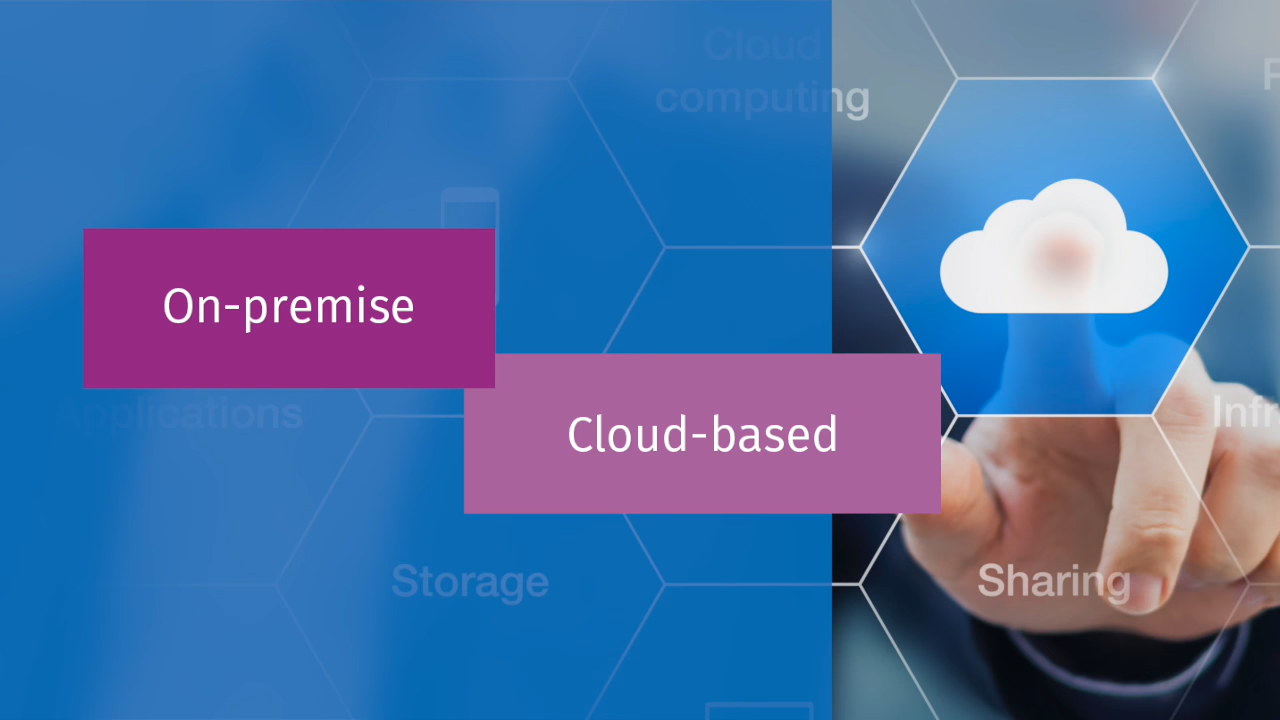 Cloud
computing
On-premise
Applications
Cloud-based
Storage
Sharing